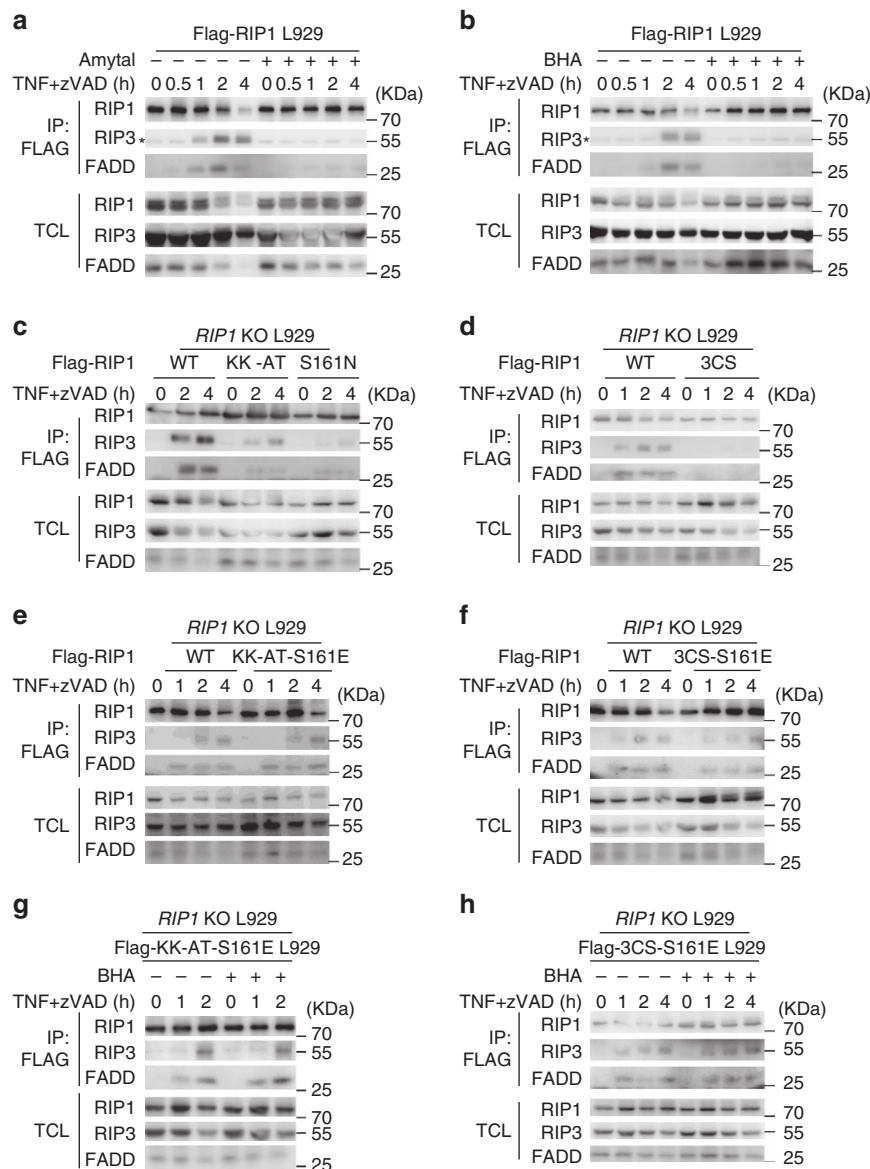 a
Flag-RIP1 L929
Amytal − − − − − + + + + +
TNF+zVAD (h) 0 0.5 1 2 4 0 0.5 1 2 4 (KDa)
IP: FLAG
RIP1 70
* RIP3 55
FADD 25
TCL
RIP1 70
RIP3 55
FADD 25
b
Flag-RIP1 L929
BHA − − − − − + + + + +
TNF+zVAD (h) 0 0.5 1 2 4 0 0.5 1 2 4 (KDa)
IP: FLAG
RIP1 70
RIP3* 55
FADD 25
TCL
RIP1 70
RIP3 55
FADD 25
c
RIP1 KO L929
Flag-RIP1 WT KK -AT S161N
TNF+zVAD (h) 0 2 4 0 2 4 0 2 4 (KDa)
IP: FLAG
RIP1 70
RIP3 55
FADD 25
TCL
RIP1 70
RIP3 55
FADD 25
d
RIP1 KO L929
Flag-RIP1 WT 3CS
TNF+zVAD (h) 0 1 2 4 0 1 2 4 (KDa)
IP: FLAG
RIP1 70
RIP3 55
FADD 25
TCL
RIP1 70
RIP3 55
FADD 25
e
RIP1 KO L929
Flag-RIP1 WT KK-AT-S161E
TNF+zVAD (h) 0 1 2 4 0 1 2 4 (KDa)
IP: FLAG
RIP1 70
RIP3 55
FADD 25
TCL
RIP1 70
RIP3 55
FADD 25
f
RIP1 KO L929
Flag-RIP1 WT 3CS-S161E
TNF+zVAD (h) 0 1 2 4 0 1 2 4 (KDa)
IP: FLAG
RIP1 70
RIP3 55
FADD 25
TCL
RIP1 70
RIP3 55
FADD 25
g
RIP1 KO L929
Flag-KK-AT-S161E L929
BHA − − − + + +
TNF+zVAD (h) 0 1 2 0 1 2 (KDa)
IP: FLAG
RIP1 70
RIP3 55
FADD 25
TCL
RIP1 70
RIP3 55
FADD 25
h
RIP1 KO L929
Flag-3CS-S161E L929
BHA − − − − + + + +
TNF+zVAD (h) 0 1 2 4 0 1 2 4 (KDa)
IP: FLAG
RIP1 70
RIP3 55
FADD 25
TCL
RIP1 70
RIP3 55
FADD 25